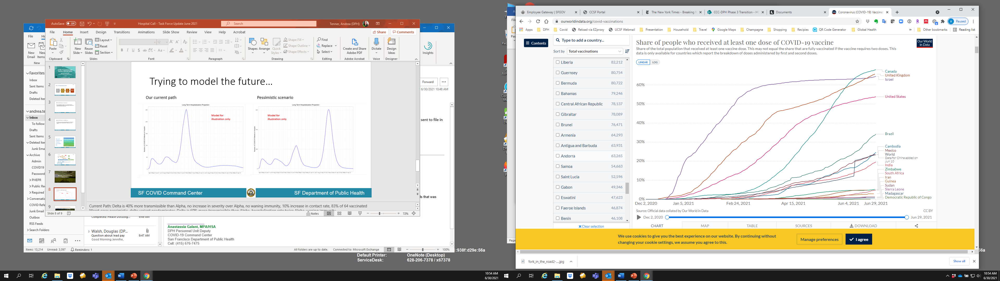 AutoSave Off
Hospital Call - Task Force Update June 2021
Search
Tenner, Andrea (DPH)
File Home Insert Design Transitions Animations Slide Show Review View Help Acrobat
Share Comments
Paste
New Slide
Reuse Slides
Layout
Reset
Section
Shapes
Arrange
Quick Styles
Shape Fill
Shape Outline
Shape Effects
Find
Replace
Select
Create and Share Adobe PDF
Dictate
Design Ideas
Clipboard Slides Font Paragraph Drawing Editing Adobe Acrobat Voice Designer
1
2
3
4
5
6
7
8
9
Trying to model the future...
Our current path
Pessimistic scenario
Long Term Hospitalization Projection
Long Term Hospitalization Projection
Model for
illustration only
Model for
illustration only
Number of COVID19 Patients in Hospital
Number of COVID19 Patients in Hospital
SF COVID Command Center
SF Department of Public Health
Current Path: Delta is 40% more transmissible than Alpha, no increase in severity over Alpha, no waning immunity, 10% increase in contact rate, 83% of 64 vaccinated
Slide 8 of 9
Notes
72%
File
New Email
New
Favorites
Inbox
Sent Items
Drafts
Deleted Iter
andrea.te
Inbox
To follow
Drafts
Sent Items
Deleted Iter
Junk Emai
Archive
Admin
COVID19
Password
PHEPR
Public Re
Required
Conversatio
COVID Refe
Junk Email
Outbox
RSS Feeds
Search Folders
Insights
Forward
6/30/2021 10:48 AM
sent to file in
ds that was
Completed: Please DocuSig...
9:49 AM
Walsh, Douglas (DP...
Question about lead pay
9:47 AM
Good Morning Jennifer,
Anastassia Galant, MPA/HSA
DPH Personnel Unit Deputy
COVID-19 Command Center
San Francisco Department of Public Health
Cell: (415) 676-7475
Items: 13,214 Unread: 3,097 Reminders: 1
All folders are up to date. Connected to: Microsoft Exchange
100%
:938f:d29e:56a
Default Printer: OneNote (Desktop)
ServiceDesk: 628-206-7378 / x67378
10:54 AM
6/30/2021
Employee Gateway | SFGOV
CCSF Portal
The New York Times - Breaking N
CCC-DPH Phase 3 Transition - HC
Documents
Coronavirus (COVID-19) Vaccinat
ourworldindata.org/covid-vaccinations
Paused
Apps DPH Covid Reload via EZproxy UCSF Webmail Presentation Household Travel Google Maps Champagne Shopping Recipies QR Code Generator Global Health
Other bookmarks Reading list
Contents
Type to add a country...
Sort by Total vaccinations
Liberia 82,212
Guernsey 80,754
Bermuda 80,722
Bahamas 79,246
Central African Republic 78,137
Gibraltar 78,089
Brunei 76,471
Armenia 64,293
Antigua and Barbuda 63,931
Andorra 63,265
Samoa 54,663
Saint Lucia 52,596
Gabon 49,346
Eswatini 47,623
Faeroe Islands 46,874
Benin 46,108
Clear selection
Share of people who received at least one dose of COVID-19 vaccine
Our World
in Data
Share of the total population that received at least one vaccine dose. This may not equal the share that are fully vaccinated if the vaccine requires two doses. This
data is only available for countries which report the breakdown of doses administered by first and second doses.
LINEAR LOG
60%
50%
40%
30%
20%
10%
0%
Dec 2, 2020 Jan 5, 2021 Feb 24, 2021 Apr 15, 2021 Jun 4, 2021 Jun 29, 2021
Canada
United Kingdom
Israel
United States
Brazil
Cambodia
Mexico
World
Data for China added on
Jun 10
India
Zimbabwe
South Africa
Iran
Guinea
Sudan
Sierra Leone
Madagascar
Democratic Republic of Congo
Source: Official data collated by Our World in Data
CC BY
Dec 2, 2020
Jun 29, 2021
CHART MAP TABLE SOURCES DOWNLOAD
We use cookies to give you the best experience on our website. By continuing without
changing your cookie settings, we assume you agree to this.
Manage preferences
I agree
fork_in_the_road2-....jpg
Show all
56a
Page
10:54 AM
6/30/2021